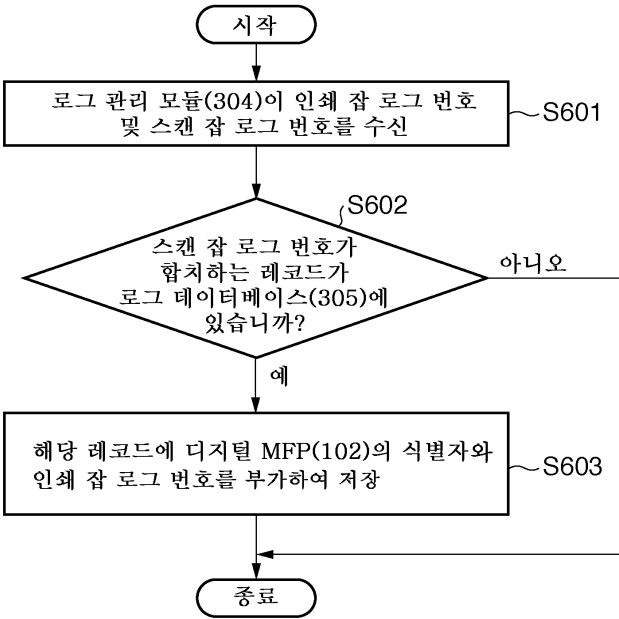 시작
로그 관리 모듈(304)이 인쇄 잡 로그 번호
및 스캔 잡 로그 번호를 수신
S601
S602
스캔 잡 로그 번호가
합치하는 레코드가
로그 데이터베이스(305)에
있습니까?
아니오
예
해당 레코드에 디지털 MFP(102)의 식별자와
인쇄 잡 로그 번호를 부가하여 저장
S603
종료